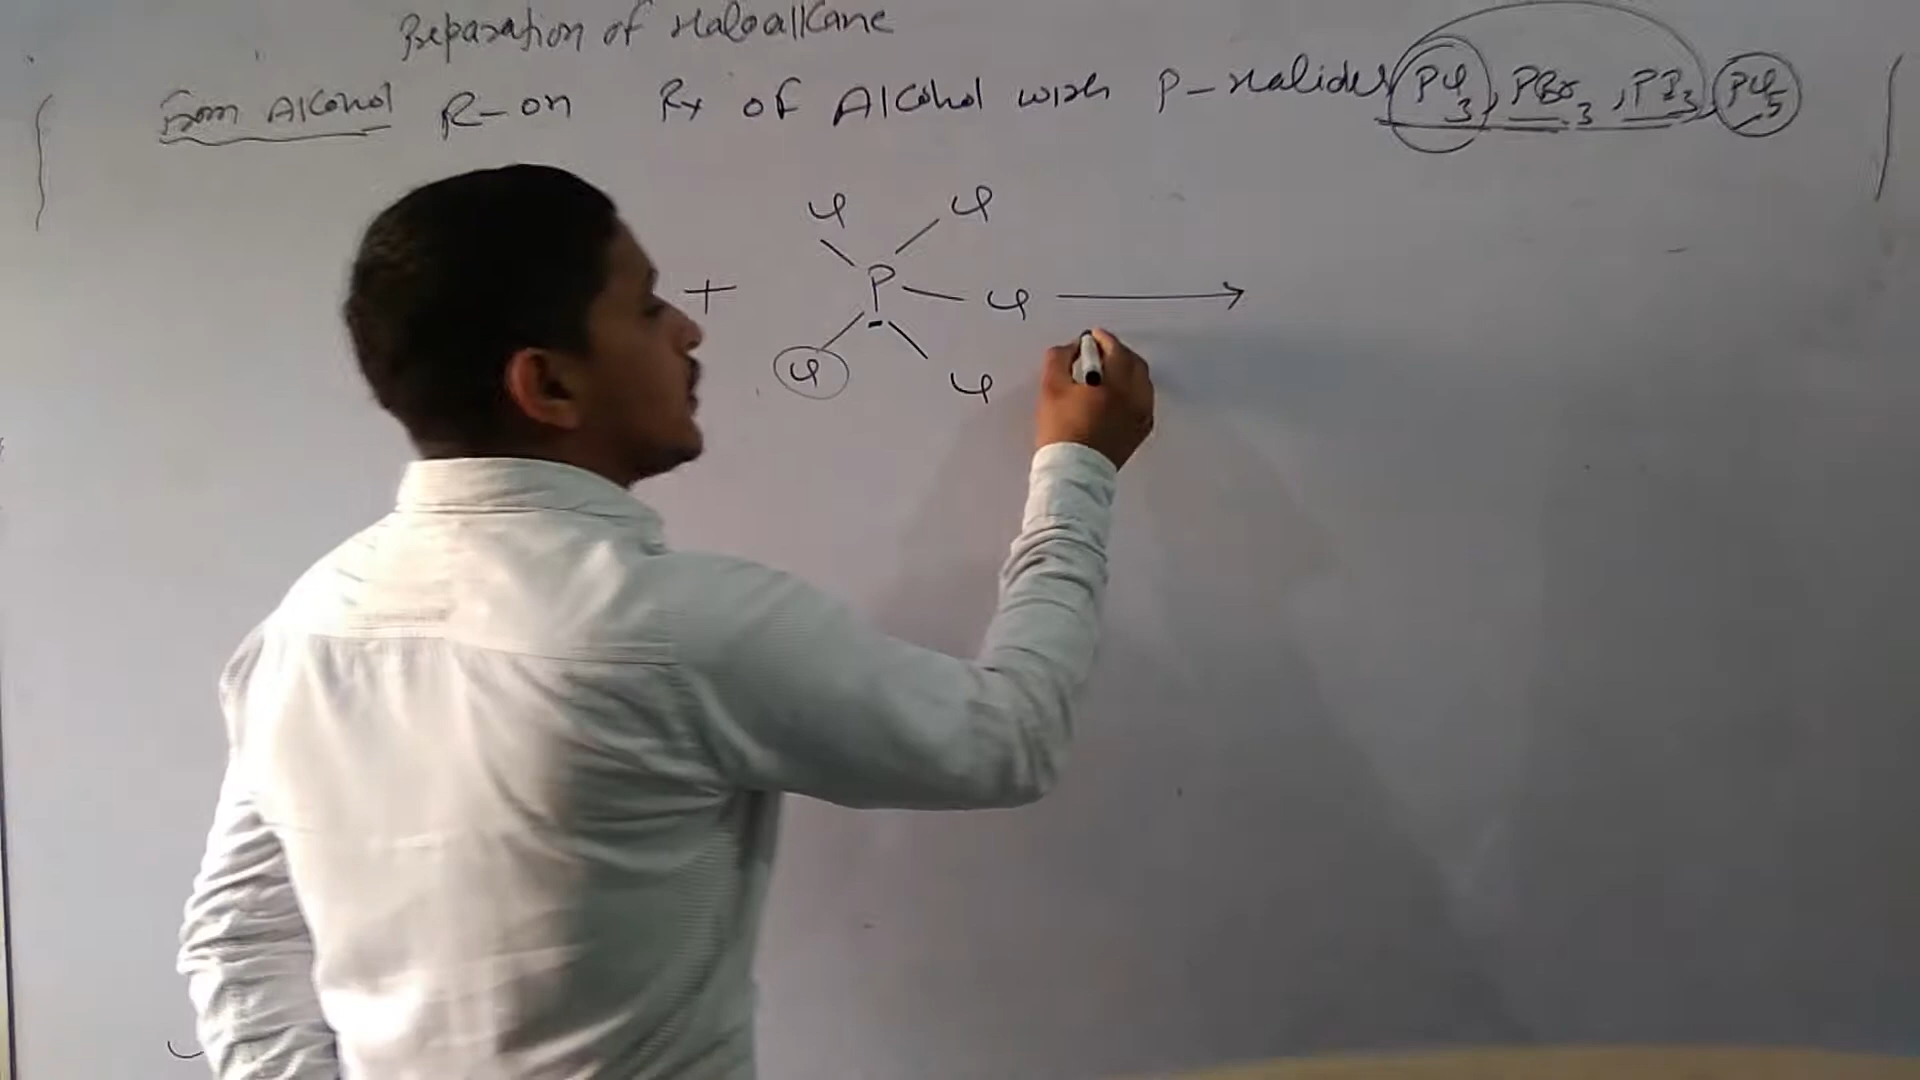 Preparation of Haloalkane
From Alcohol R-OH Rx of Alcohol with P-Halides PCl3, PBr3, PI3, PCl5
Cl Cl
+ P Cl
Cl Cl